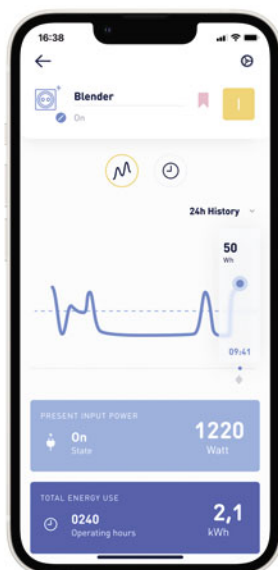 16:38
Blender
On
24h History
50
Wh
09:41
PRESENT INPUT POWER
On
State
1220
Watt
TOTAL ENERGY USE
0240
Operating hours
2,1
kWh